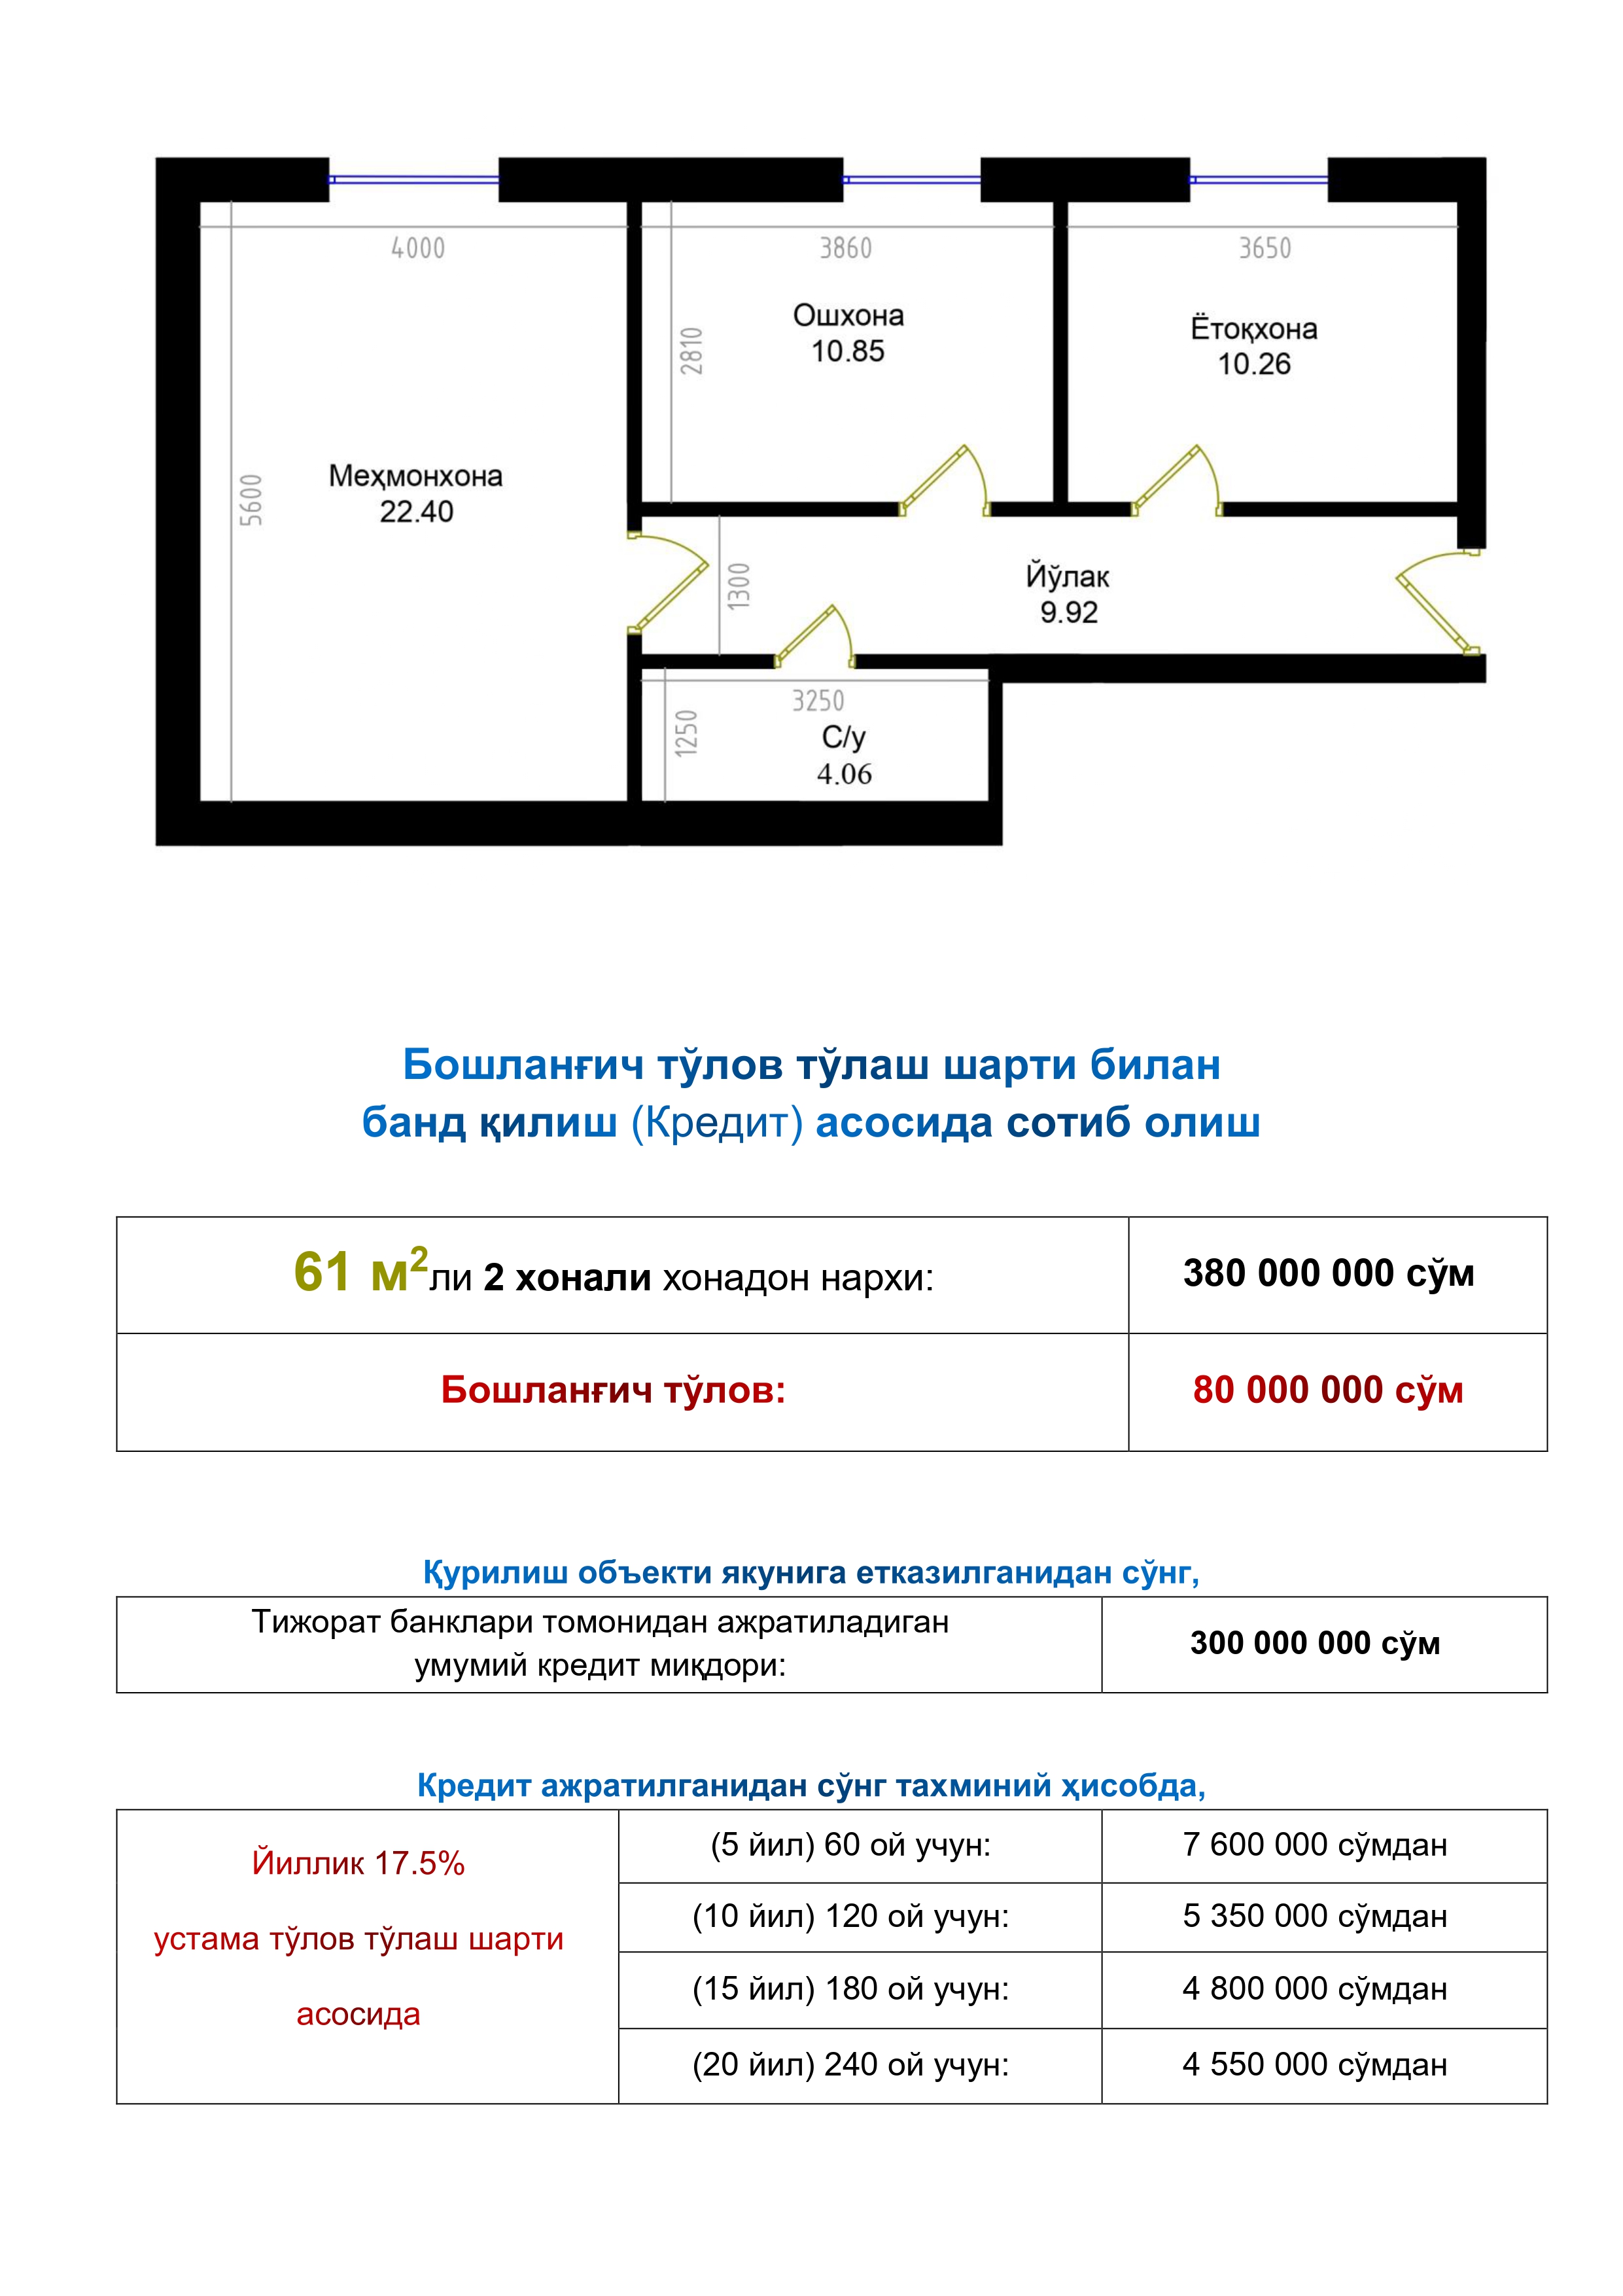 4000
3860
3650
Ошхона
10.85
Ётоқхона
10.26
2810
Меҳмонхона
22.40
5600
Йўлак
9.92
1300
3250
1250
С/у
4.06
Бошланғич тўлов тўлаш шарти билан
банд қилиш (Кредит) асосида сотиб олиш
61 м²ли 2 хонали хонадон нархи:
380 000 000 сўм
Бошланғич тўлов:
80 000 000 сўм
Қурилиш объекти якунига етказилганидан сўнг,
Тижорат банклари томонидан ажратиладиган
умумий кредит миқдори:
300 000 000 сўм
Кредит ажратилганидан сўнг тахминий ҳисобда,
Йиллик 17.5%
устама тўлов тўлаш шарти
асосида
(5 йил) 60 ой учун:
7 600 000 сўмдан
(10 йил) 120 ой учун:
5 350 000 сўмдан
(15 йил) 180 ой учун:
4 800 000 сўмдан
(20 йил) 240 ой учун:
4 550 000 сўмдан